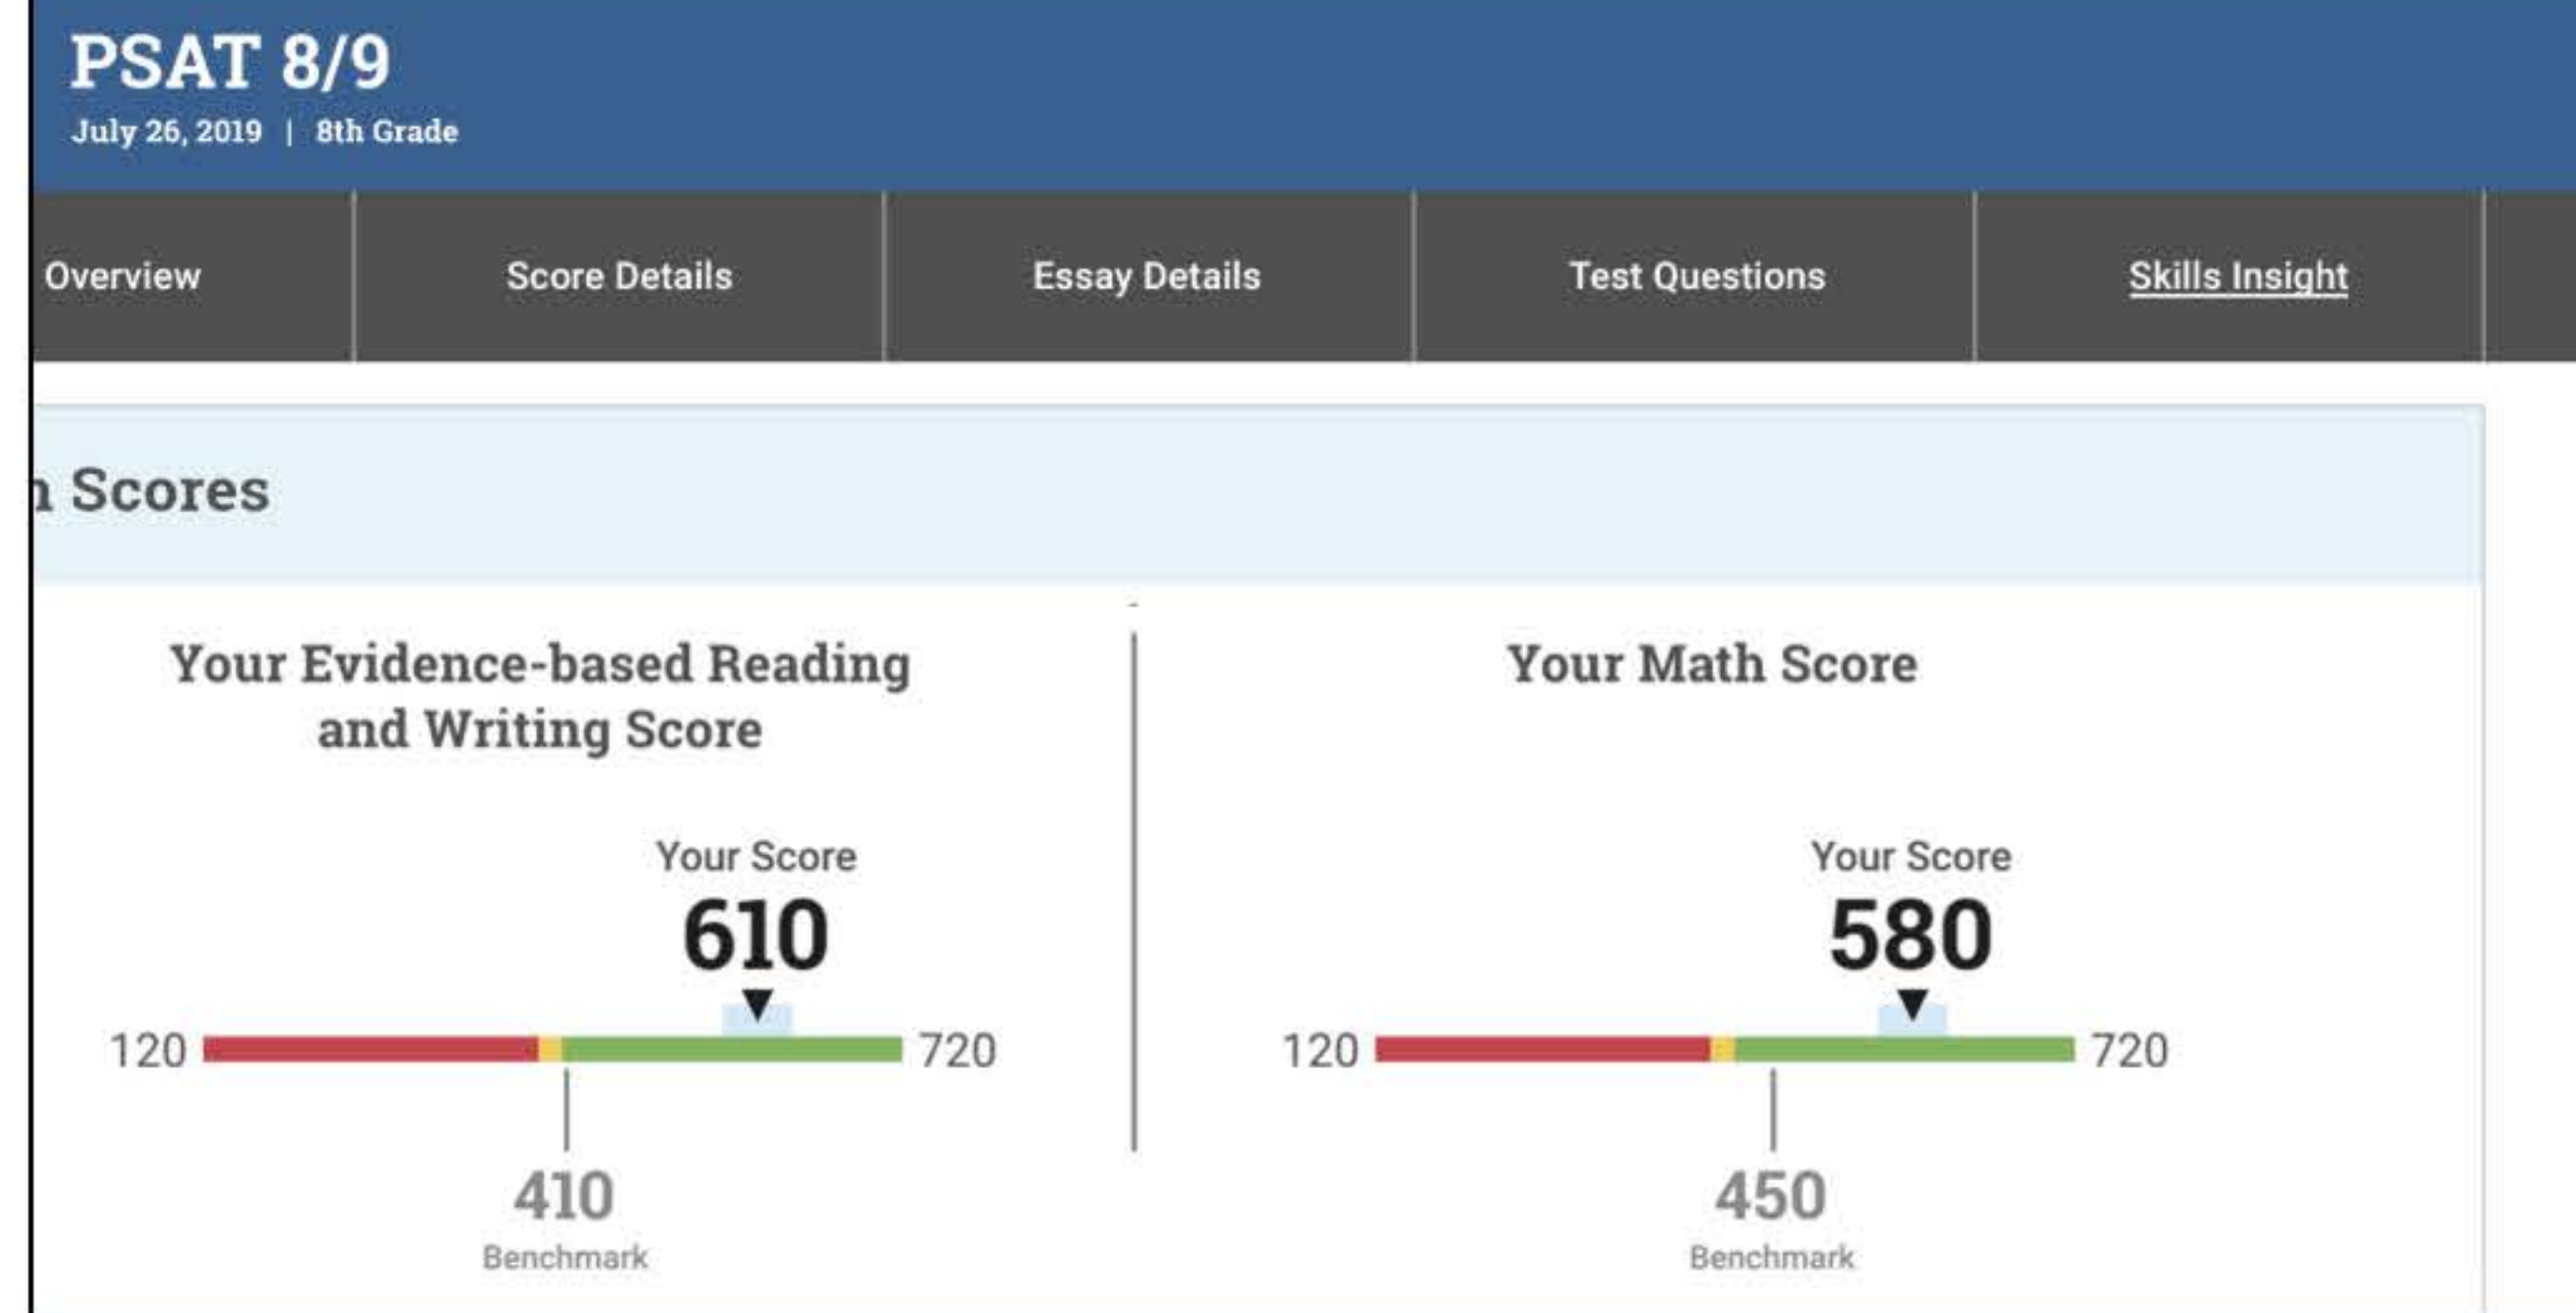 PSAT 8/9
July 26, 2019 | 8th Grade
Overview
Score Details
Essay Details
Test Questions
Skills Insight
Scores
Your Evidence-based Reading
and Writing Score
Your Score
610
120
720
410
Benchmark
Your Math Score
Your Score
580
120
720
450
Benchmark